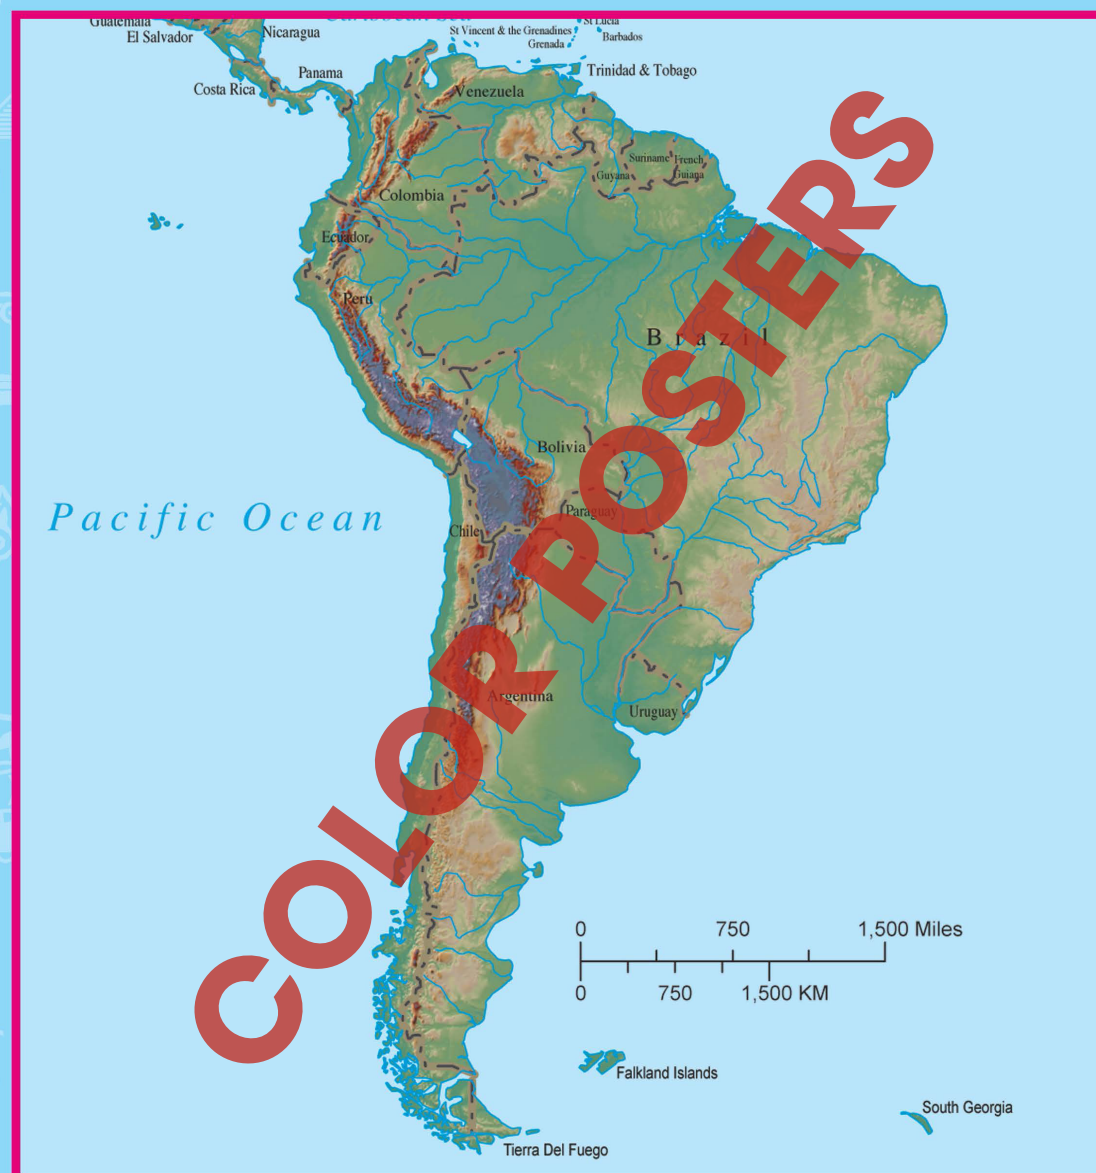 Caribbean Sea
Guatemala
El Salvador
Nicaragua
St Vincent & the Grenadines
St Lucia
Grenada
Barbados
Costa Rica
Panama
Trinidad & Tobago
Venezuela
Guyana
Suriname
French
Guiana
Colombia
Ecuador
Peru
Brazil
Bolivia
Pacific Ocean
Paraguay
Chile
Argentina
Uruguay
COLOR POSTERS
0 750 1,500 Miles
0 750 1,500 KM
Falkland Islands
South Georgia
Tierra Del Fuego